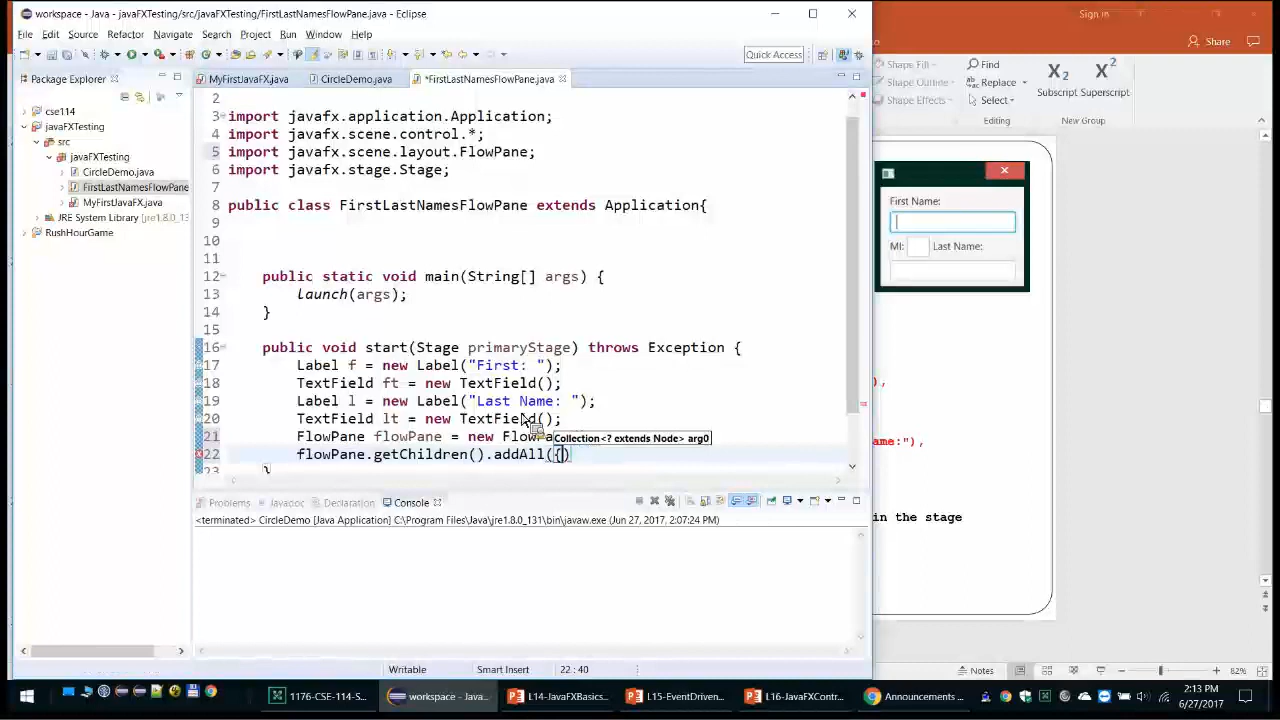 workspace - Java - javaFXTesting/src/javaFXTesting/FirstLastNamesFlowPane.java - Eclipse
Sign in
File Edit Source Refactor Navigate Search Project Run Window Help
Share
Quick Access
Shape Fill
Shape Outline
Shape Effects
Find
Replace
Select
Editing
Subscript Superscript
New Group
Package Explorer
MyFirstJavaFX.java
CircleDemo.java
*FirstLastNamesFlowPane.java
cse114
javaFXTesting
src
javaFXTesting
CircleDemo.java
FirstLastNamesFlowPane
MyFirstJavaFX.java
JRE System Library [jre1.8.0_13
RushHourGame
2
3 import javafx.application.Application;
4 import javafx.scene.control.*;
5 import javafx.scene.layout.FlowPane;
6 import javafx.stage.Stage;
7
8 public class FirstLastNamesFlowPane extends Application{
9
10
11
12 public static void main(String[] args) {
13 launch(args);
14 }
15
16 public void start(Stage primaryStage) throws Exception {
17 Label f = new Label("First: ");
18 TextField ft = new TextField();
19 Label l = new Label("Last Name: ");
20 TextField lt = new TextField();
21 FlowPane flowPane = new FlowPa
Collection<? extends Node> arg0
22 flowPane.getChildren().addAll({)
23 }
First Name:
MI: Last Name:
),
me:"),
in the stage
Problems Javadoc Declaration Console
<terminated> CircleDemo [Java Application] C:\Program Files\Java\jre1.8.0_131\bin\javaw.exe (Jun 27, 2017, 2:07:24 PM)
Writable Smart Insert 22 : 40
Notes 82%
1176-CSE-114-S...
workspace - Java...
L14-JavaFXBasics...
L15-EventDriven...
L16-JavaFXContr...
Announcements ...
2:13 PM
6/27/2017